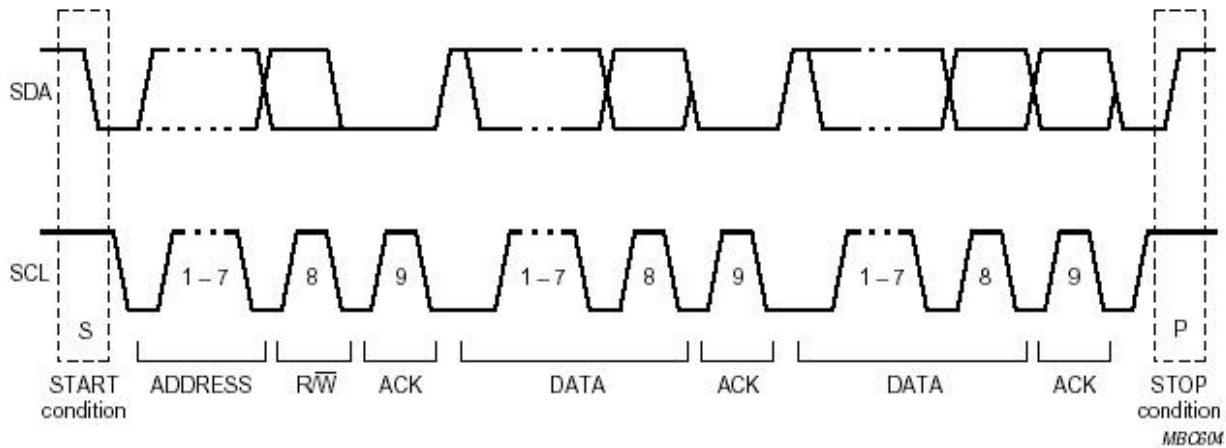 SDA
SCL
1 – 7 8 9 1 – 7 8 9 1 – 7 8 9
S P
START condition ADDRESS R/W̅ ACK DATA ACK DATA ACK STOP condition
MBC604